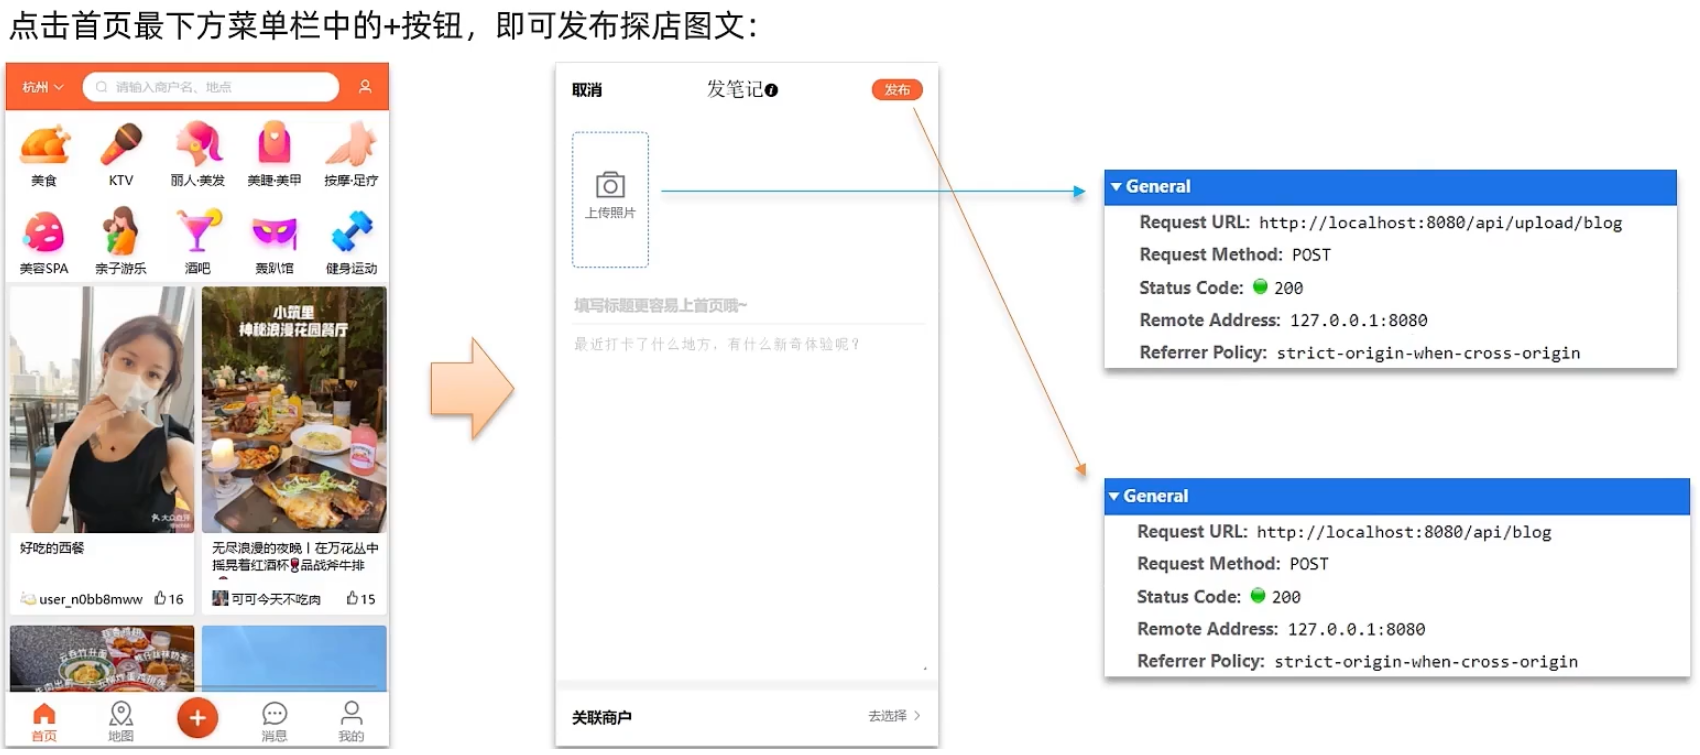 点击首页最下方菜单栏中的+按钮，即可发布探店图文：
杭州
请输入商户名、地点
美食
KTV
丽人·美发
美睫·美甲
按摩·足疗
美容SPA
亲子游乐
酒吧
轰趴馆
健身运动
小筑里
神秘浪漫花园餐厅
大众点评
好吃的西餐
无尽浪漫的夜晚丨在万花丛中
摇晃着红酒杯🍷品战斧牛排
user_n0bb8mww
16
可可今天不吃肉
15
首页
地图
+
消息
我的
取消
发笔记
发布
上传照片
填写标题更容易上首页哦~
最近打卡了什么地方，有什么新奇体验呢？
关联商户
去选择 >
General
Request URL: http://localhost:8080/api/upload/blog
Request Method: POST
Status Code: 200
Remote Address: 127.0.0.1:8080
Referrer Policy: strict-origin-when-cross-origin
General
Request URL: http://localhost:8080/api/blog
Request Method: POST
Status Code: 200
Remote Address: 127.0.0.1:8080
Referrer Policy: strict-origin-when-cross-origin